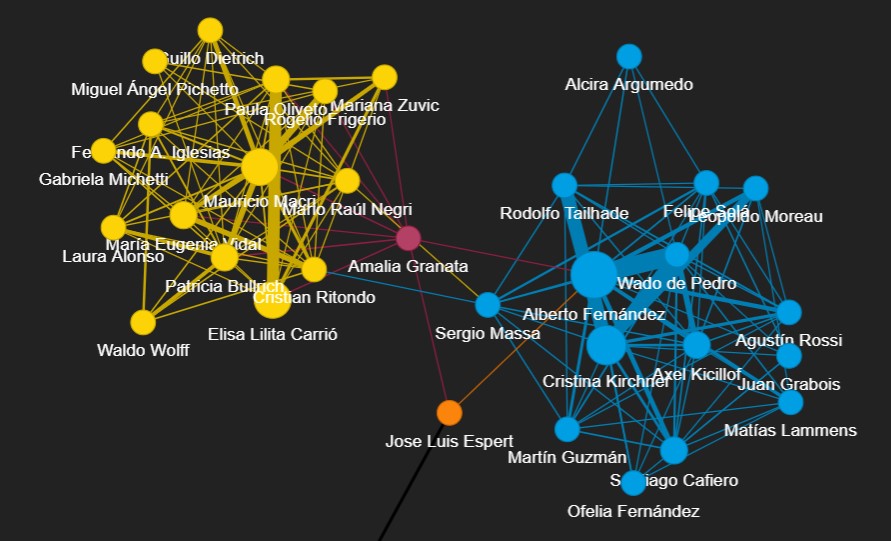 Guillo Dietrich
Alcira Argumedo
Miguel Ángel Pichetto
Mariana Zuvic
Paula Oliveto
Rogelio Frigerio
Fernando A. Iglesias
Gabriela Michetti
Mauricio Macri
Mario Raúl Negri
Rodolfo Tailhade
Felipe Solá
Leopoldo Moreau
María Eugenia Vidal
Laura Alonso
Amalia Granata
Wado de Pedro
Patricia Bullrich
Cristian Ritondo
Alberto Fernández
Elisa Lilita Carrió
Sergio Massa
Agustín Rossi
Waldo Wolff
Axel Kicillof
Cristina Kirchner
Juan Grabois
Matías Lammens
Jose Luis Espert
Martín Guzmán
Santiago Cafiero
Ofelia Fernández